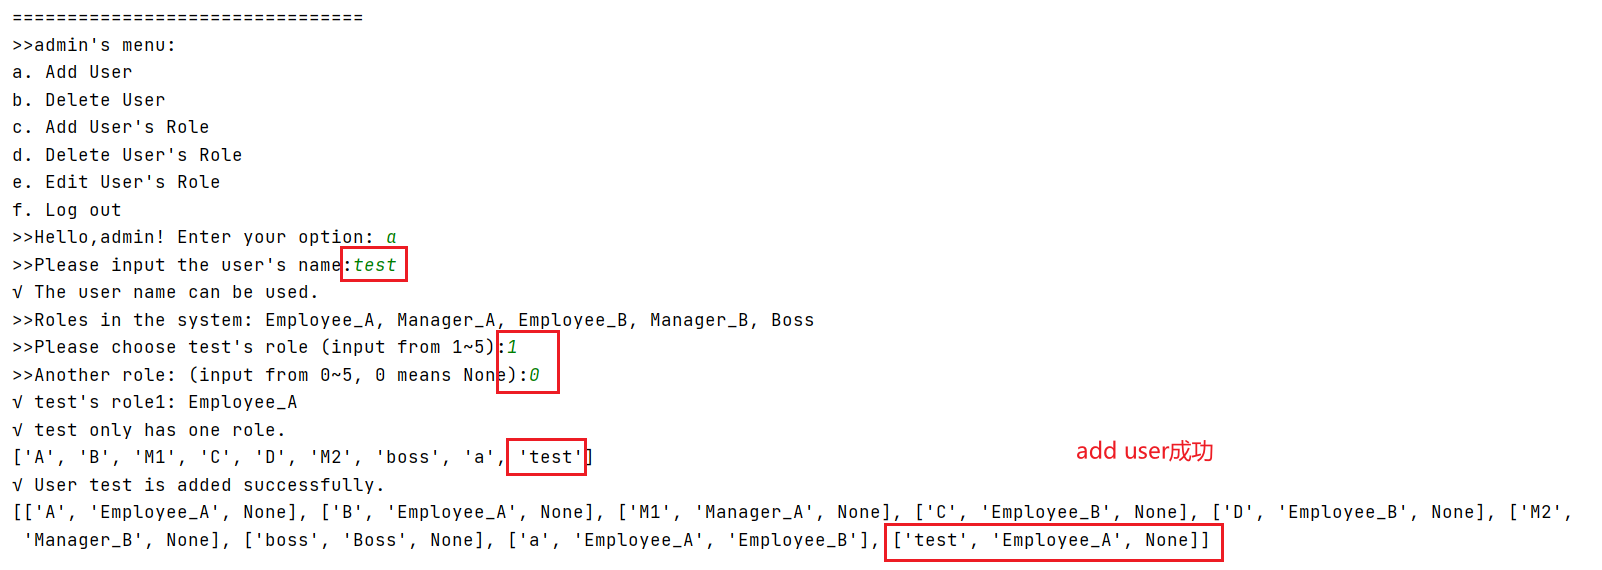 ================================
>>admin's menu:
a. Add User
b. Delete User
c. Add User's Role
d. Delete User's Role
e. Edit User's Role
f. Log out
>>Hello,admin! Enter your option: a
>>Please input the user's name:test
√ The user name can be used.
>>Roles in the system: Employee_A, Manager_A, Employee_B, Manager_B, Boss
>>Please choose test's role (input from 1~5):1
>>Another role: (input from 0~5, 0 means None):0
√ test's role1: Employee_A
√ test only has one role.
add user成功
['A', 'B', 'M1', 'C', 'D', 'M2', 'boss', 'a', 'test']
√ User test is added successfully.
[['A', 'Employee_A', None], ['B', 'Employee_A', None], ['M1', 'Manager_A', None], ['C', 'Employee_B', None], ['D', 'Employee_B', None], ['M2',
'Manager_B', None], ['boss', 'Boss', None], ['a', 'Employee_A', 'Employee_B'], ['test', 'Employee_A', None]]